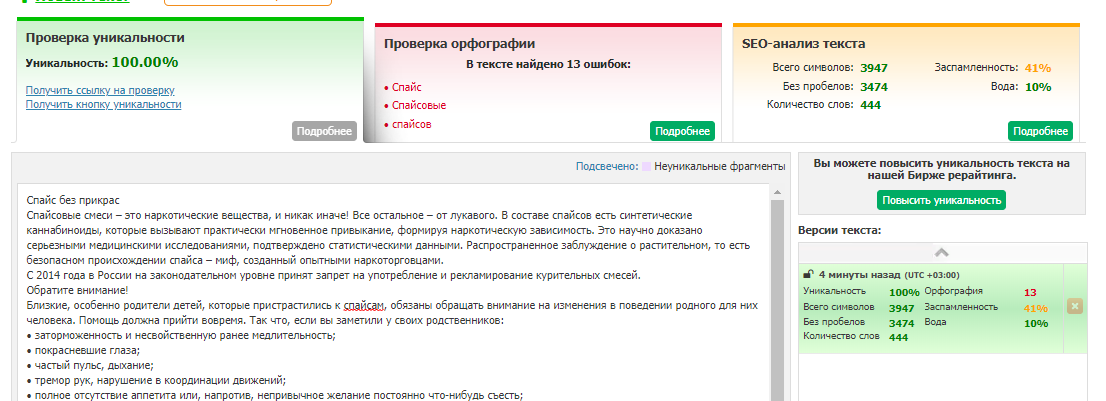 Проверка уникальности
Уникальность: 100.00%
Получить ссылку на проверку
Получить кнопку уникальности
Подробнее
Проверка орфографии
В тексте найдено 13 ошибок:
• Спайс
• Спайсовые
• спайсов
Подробнее
SEO-анализ текста
Всего символов: 3947 Заспамленность: 41%
Без пробелов: 3474 Вода: 10%
Количество слов: 444
Подробнее
Подсвечено: Неуникальные фрагменты
Спайс без прикрас
Спайсовые смеси – это наркотические вещества, и никак иначе! Все остальное – от лукавого. В составе спайсов есть синтетические
каннабиноиды, которые вызывают практически мгновенное привыкание, формируя наркотическую зависимость. Это научно доказано
серьезными медицинскими исследованиями, подтверждено статистическими данными. Распространенное заблуждение о растительном, то есть
безопасном происхождении спайса – миф, созданный опытными наркоторговцами.
С 2014 года в России на законодательном уровне принят запрет на употребление и рекламирование курительных смесей.
Обратите внимание!
Близкие, особенно родители детей, которые пристрастились к спайсам, обязаны обращать внимание на изменения в поведении родного для них
человека. Помощь должна прийти вовремя. Так что, если вы заметили у своих родственников:
• заторможенность и несвойственную ранее медлительность;
• покрасневшие глаза;
• частый пульс, дыхание;
• тремор рук, нарушение в координации движений;
• полное отсутствие аппетита или, напротив, непривычное желание постоянно что-нибудь съесть;
Вы можете повысить уникальность текста на
нашей Бирже рерайтинга.
Повысить уникальность
Версии текста:
4 минуты назад (UTC +03:00)
Уникальность 100% Орфография 13
Всего символов 3947 Заспамленность 41%
Без пробелов 3474 Вода 10%
Количество слов 444